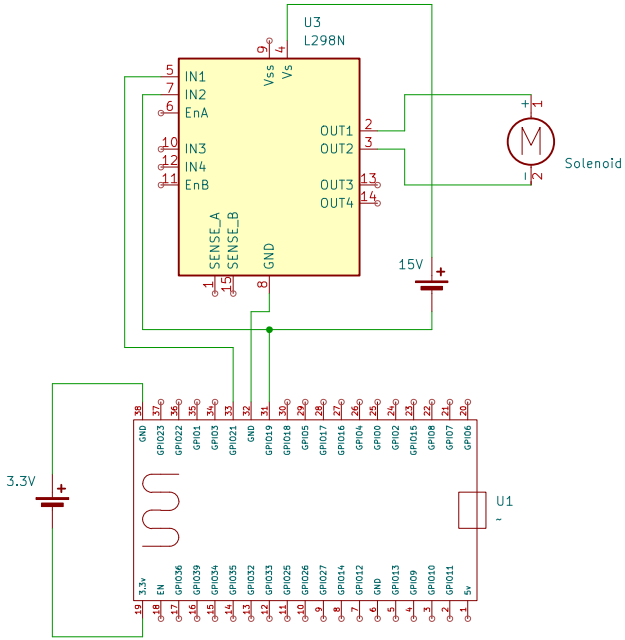 U3
L298N
9
4
Vss
Vs
5
IN1
7
IN2
6
EnA
10
IN3
12
IN4
11
EnB
OUT1
2
OUT2
3
OUT3
13
OUT4
14
SENSE_A
SENSE_B
GND
1
15
8
+
1
M
-
2
Solenoid
15V
+
3.3V
+
38 37 36 35 34 33 32 31 30 29 28 27 26 25 24 23 22 21 20
GND GPIO23 GPIO22 GPIO1 GPIO3 GPIO21 GND GPIO19 GPIO18 GPIO5 GPIO17 GPIO16 GPIO4 GPIO0 GPIO2 GPIO15 GPIO8 GPIO7 GPIO6
U1
~
3.3v EN GPIO36 GPIO39 GPIO34 GPIO35 GPIO32 GPIO33 GPIO25 GPIO26 GPIO27 GPIO14 GPIO12 GND GPIO13 GPIO9 GPIO10 GPIO11 5v
19 18 17 16 15 14 13 12 11 10 9 8 7 6 5 4 3 2 1